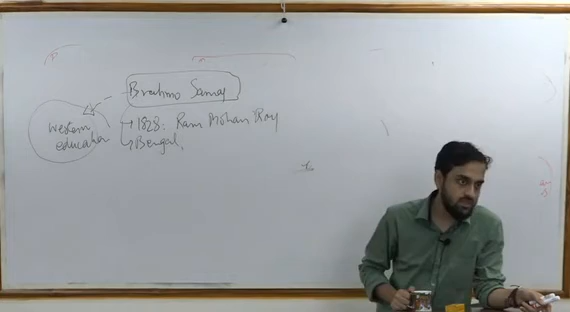 Brahmo Samaj
1828: Ram Mohan Roy
Bengal,
western
education